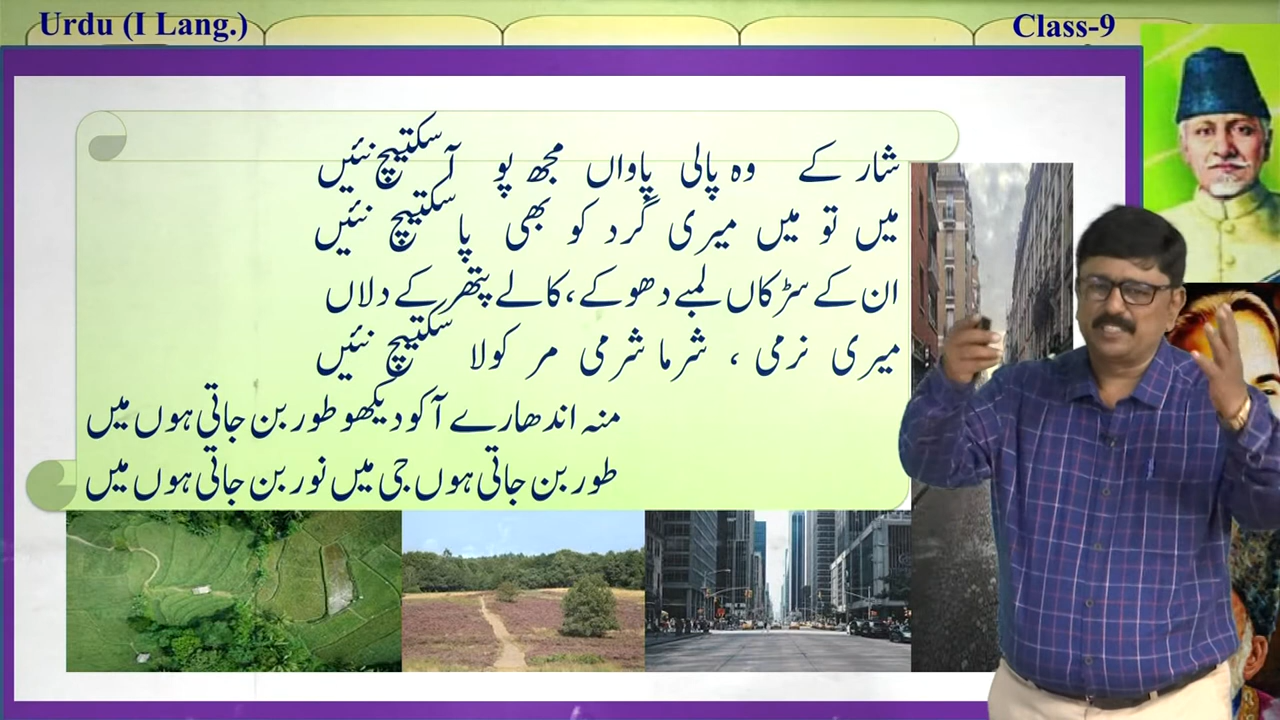 Urdu (I Lang.)
Class-9
شار کے وہ پالی پاواں مجھ پو آسکتیچ نئیں
میں تو میں میری گرد کو بھی پاسکتیچ نئیں
ان کے سڑکاں لمبے دھوکے، کالے پتھر کے دلاں
میری نرمی ، شرما شرمی مر کولا سکتیچ نئیں
منہ اندھارے آکو دیکھو طور بن جاتی ہوں میں
طور بن جاتی ہوں جی میں نور بن جاتی ہوں میں